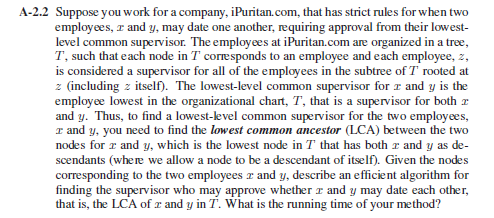 A-2.2 Suppose you work for a company, iPuritan.com, that has strict rules for when two
employees, x and y, may date one another, requiring approval from their lowest-
level common supervisor. The employees at iPuritan.com are organized in a tree,
T, such that each node in T corresponds to an employee and each employee, z,
is considered a supervisor for all of the employees in the subtree of T rooted at
z (including z itself). The lowest-level common supervisor for x and y is the
employee lowest in the organizational chart, T, that is a supervisor for both x
and y. Thus, to find a lowest-level common supervisor for the two employees,
x and y, you need to find the lowest common ancestor (LCA) between the two
nodes for x and y, which is the lowest node in T that has both x and y as de-
scendants (where we allow a node to be a descendant of itself). Given the nodes
corresponding to the two employees x and y, describe an efficient algorithm for
finding the supervisor who may approve whether x and y may date each other,
that is, the LCA of x and y in T. What is the running time of your method?